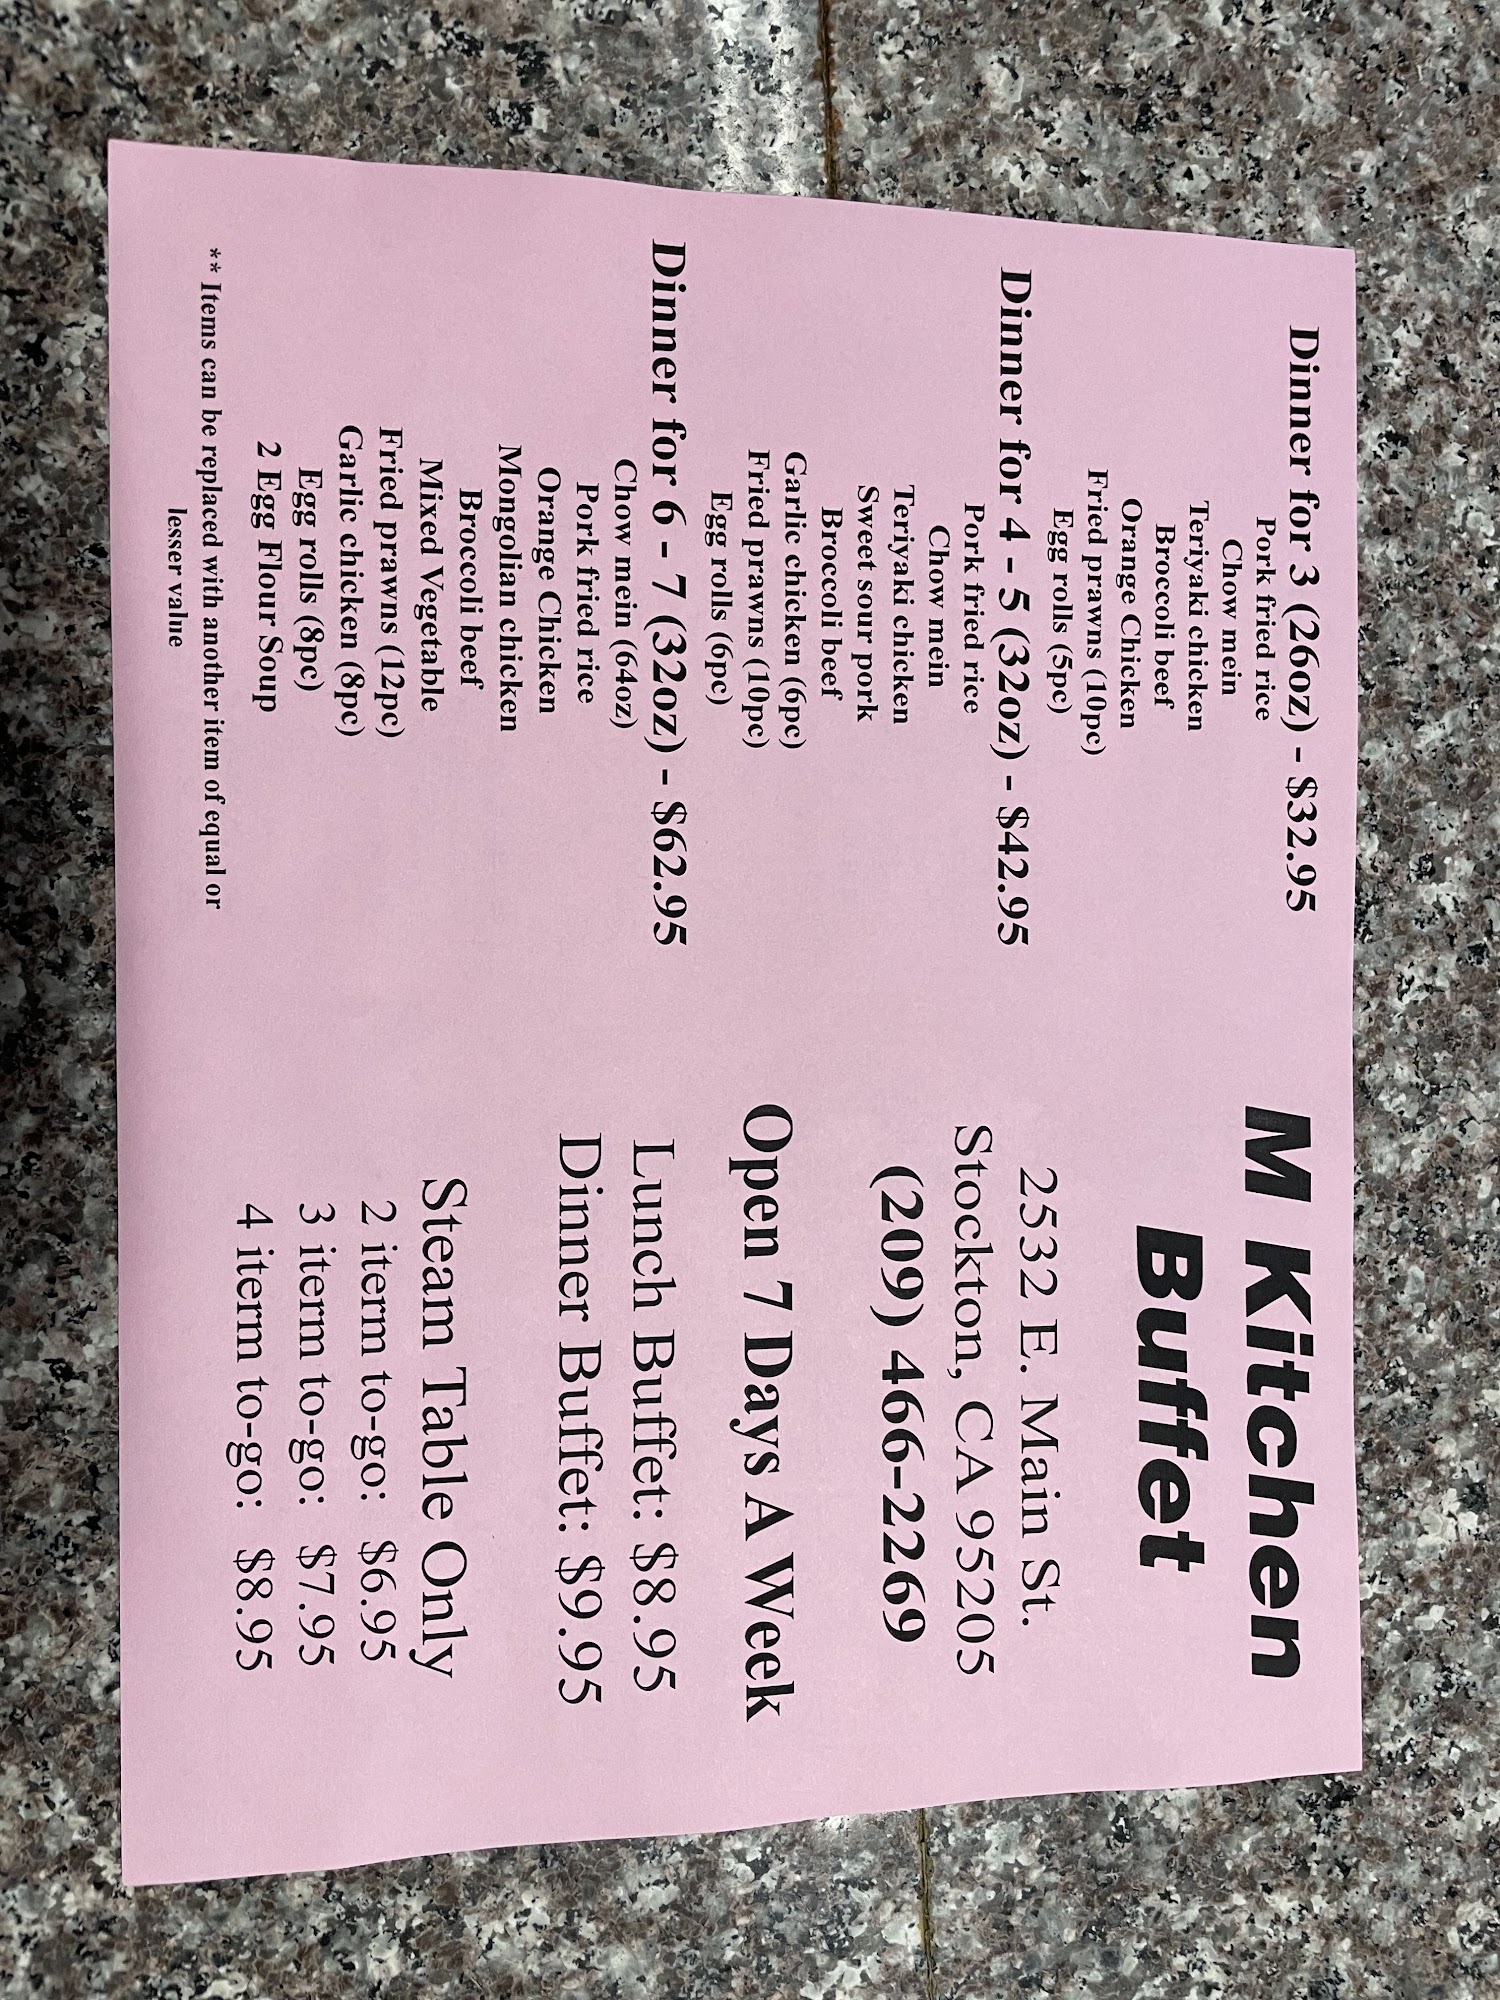 Dinner for 3 (26oz) - $32.95
Pork fried rice
Chow mein
Teriyaki chicken
Broccoli beef
Orange Chicken
Fried prawns (10pc)
Egg rolls (5pc)
Dinner for 4 - 5 (32oz) - $42.95
Pork fried rice
Chow mein
Teriyaki chicken
Sweet sour pork
Broccoli beef
Garlic chicken (6pc)
Fried prawns (10pc)
Egg rolls (6pc)
Dinner for 6 - 7 (32oz) - $62.95
Chow mein (64oz)
Pork fried rice
Orange Chicken
Mongolian chicken
Broccoli beef
Mixed Vegetable
Fried prawns (12pc)
Garlic chicken (8pc)
Egg rolls (8pc)
2 Egg Flour Soup
** Items can be replaced with another item of equal or
lesser value
M Kitchen
Buffet
2532 E. Main St.
Stockton, CA 95205
(209) 466-2269
Open 7 Days A Week
Lunch Buffet: $8.95
Dinner Buffet: $9.95
Steam Table Only
2 iterm to-go: $6.95
3 iterm to-go: $7.95
4 iterm to-go: $8.95